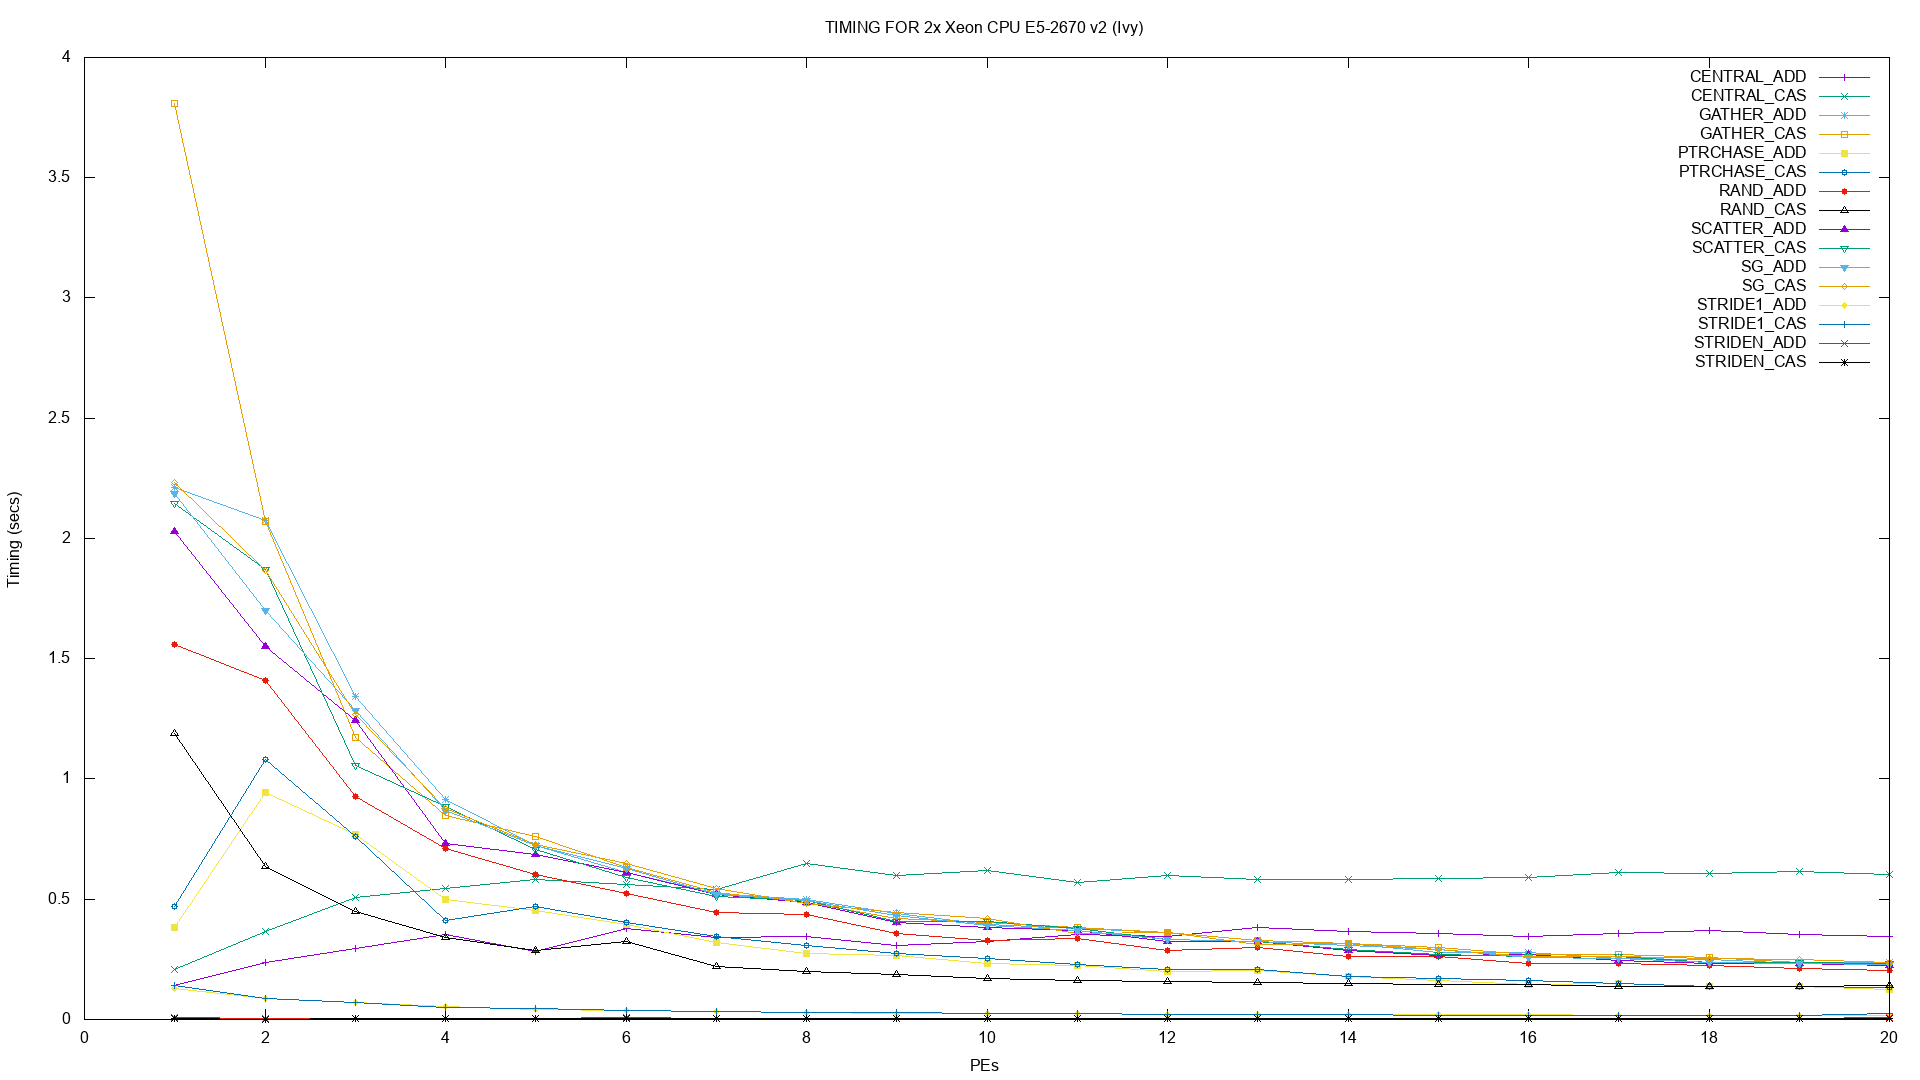 TIMING FOR 2x Xeon CPU E5-2670 v2 (Ivy)
4
3.5
3
2.5
2
1.5
1
0.5
0
Timing (secs)
CENTRAL_ADD
CENTRAL_CAS
GATHER_ADD
GATHER_CAS
PTRCHASE_ADD
PTRCHASE_CAS
RAND_ADD
RAND_CAS
SCATTER_ADD
SCATTER_CAS
SG_ADD
SG_CAS
STRIDE1_ADD
STRIDE1_CAS
STRIDEN_ADD
STRIDEN_CAS
0 2 4 6 8 10 12 14 16 18 20
PEs